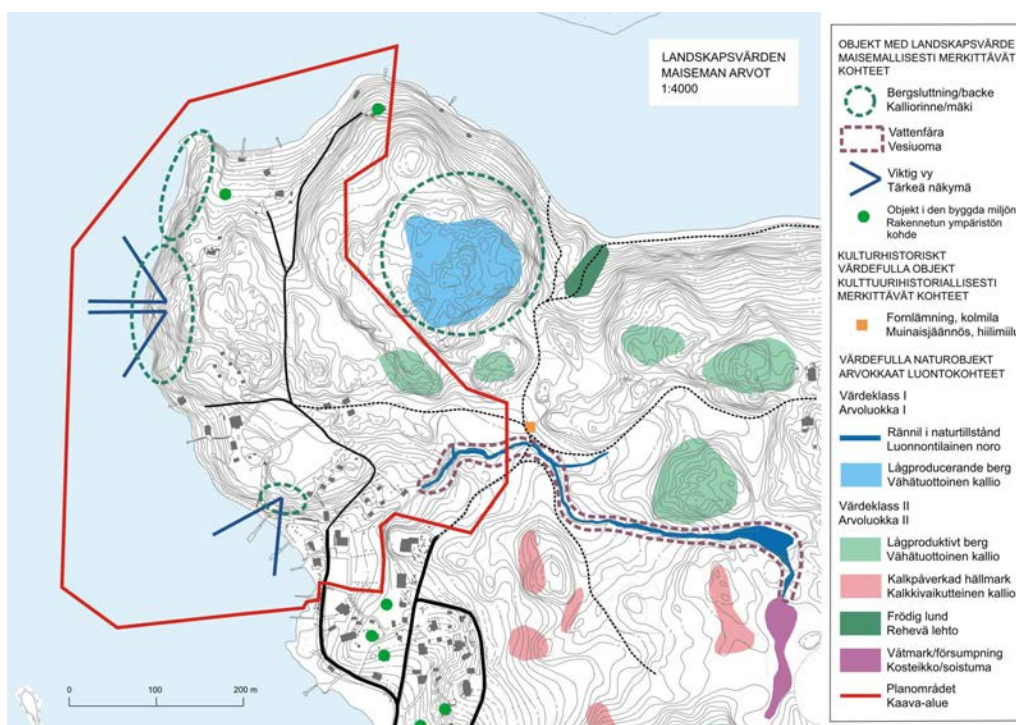 LANDSKAPSVÄRDEN
MAISEMAN ARVOT
1:4000
0 100 200 m
OBJEKT MED LANDSKAPSVÄRDE
MAISEMALLISESTI MERKITTÄVÄT
KOHTEET
Bergsluttning/backe
Kalliorinne/mäki
Vattenfåra
Vesiuoma
Viktig vy
Tärkeä näkymä
Objekt i den byggda miljön
Rakennetun ympäristön
kohde
KULTURHISTORISKT
VÄRDEFULLA OBJEKT
KULTTUURIHISTORIALLISESTI
MERKITTÄVÄT KOHTEET
Fornlämning, kolmila
Muinaisjäännös, hiilimiilu
VÄRDEFULLA NATUROBJEKT
ARVOKKAAT LUONTOKOHTEET
Värdeklass I
Arvoluokka I
Rännil i naturtillstånd
Luonnontilainen noro
Lågproducerande berg
Vähätuottoinen kallio
Värdeklass II
Arvoluokka II
Lågproduktivt berg
Vähätuottoinen kallio
Kalkpåverkad hällmark
Kalkkivaikutteinen kallio
Frödig lund
Rehevä lehto
Våtmark/försumpning
Kosteikko/soistuma
Planområdet
Kaava-alue